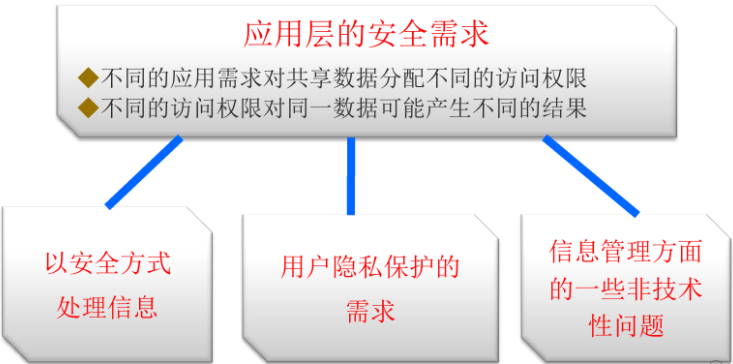 应用层的安全需求
◆不同的应用需求对共享数据分配不同的访问权限
◆不同的访问权限对同一数据可能产生不同的结果
以安全方式
处理信息
用户隐私保护的
需求
信息管理方面
的一些非技术
性问题